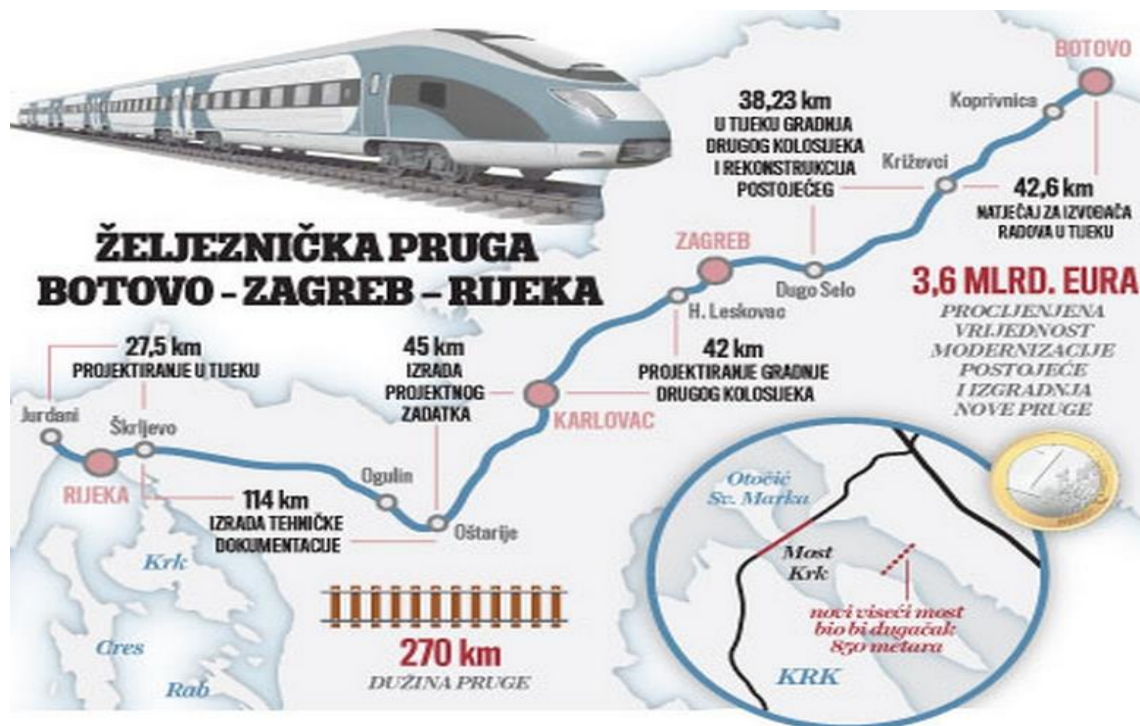 ŽELJEZNIČKA PRUGA
BOTOVO – ZAGREB – RIJEKA
BOTOVO
Koprivnica
38,23 km
U TIJEKU GRADNJA
DRUGOG KOLOSIJEKA
I REKONSTRUKCIJA
POSTOJEĆEG
Križevci
42,6 km
NATJEČAJ ZA IZVOĐAČA
RADOVA U TIJEKU
ZAGREB
Dugo Selo
H. Leskovac
3,6 MLRD. EURA
PROCIJENJENA
VRIJEDNOST
MODERNIZACIJE
POSTOJEĆE
I IZGRADNJA
NOVE PRUGE
27,5 km
PROJEKTIRANJE U TIJEKU
45 km
IZRADA
PROJEKTNOG
ZADATKA
42 km
PROJEKTIRANJE GRADNJE
DRUGOG KOLOSIJEKA
KARLOVAC
Jurdani
Škrljevo
RIJEKA
Ogulin
Oštarije
114 km
IZRADA TEHNIČKE
DOKUMENTACIJE
Krk
Cres
Rab
270 km
DUŽINA PRUGE
Otočić
Sv. Marka
Most
Krk
novi viseći most
bio bi dugačak
850 metara
KRK